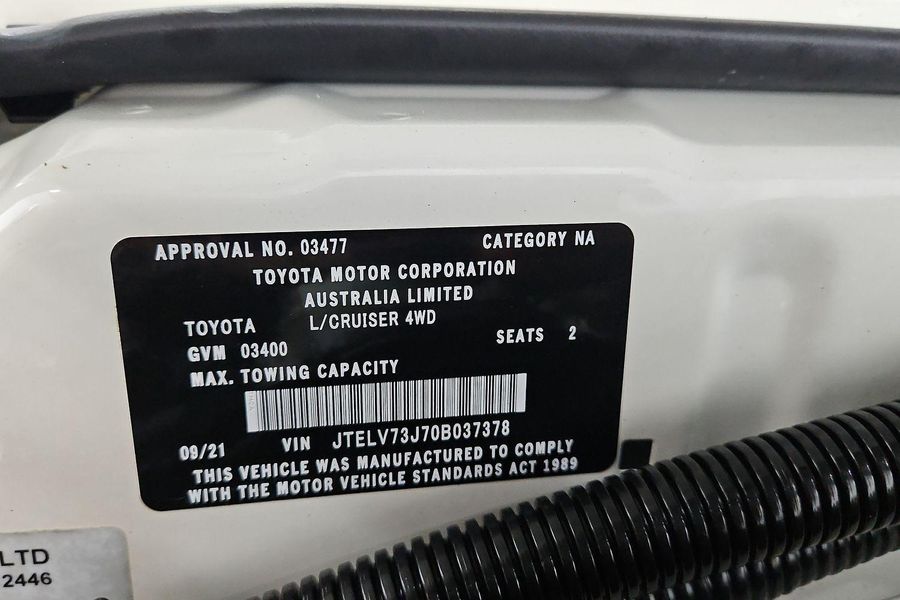 APPROVAL NO. 03477 CATEGORY NA
TOYOTA MOTOR CORPORATION
AUSTRALIA LIMITED
TOYOTA L/CRUISER 4WD
GVM 03400 SEATS 2
MAX. TOWING CAPACITY
09/21 VIN JTELV73J70B037378
THIS VEHICLE WAS MANUFACTURED TO COMPLY
WITH THE MOTOR VEHICLE STANDARDS ACT 1989
LTD
2446